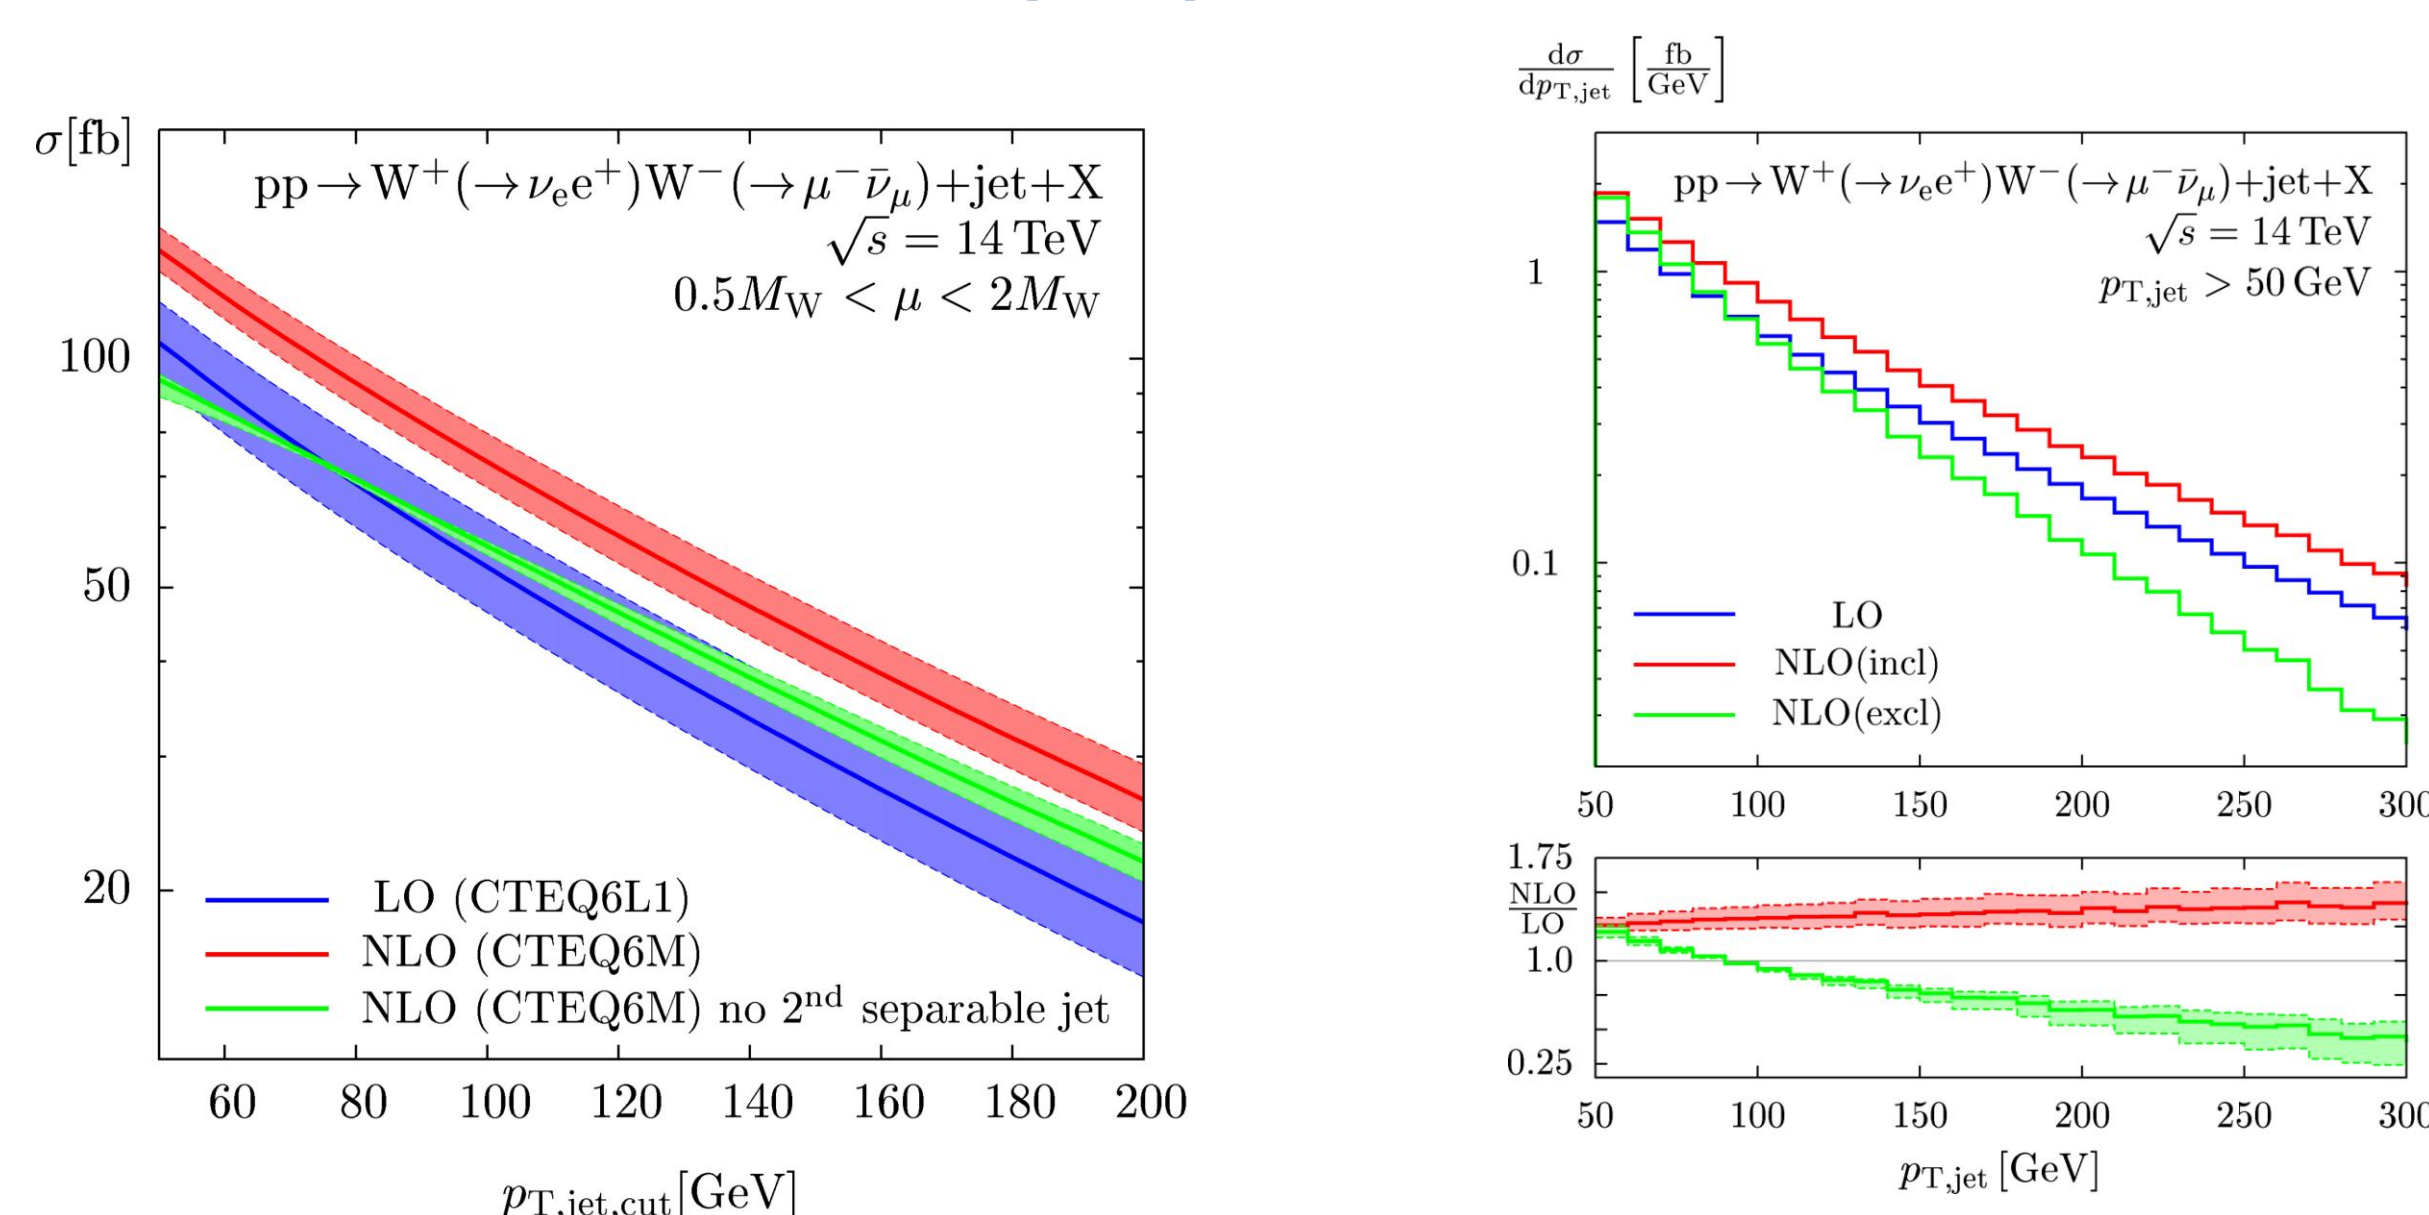 σ[fb]
pp→W⁺(→νₑe⁺)W⁻(→μ⁻ν̄_μ)+jet+X
√s = 14 TeV
0.5M_W < μ < 2M_W
100
50
20
LO (CTEQ6L1)
NLO (CTEQ6M)
NLO (CTEQ6M) no 2nd separable jet
60 80 100 120 140 160 180 200
p_T,jet,cut[GeV]
dσ/dp_T,jet [fb/GeV]
pp→W⁺(→νₑe⁺)W⁻(→μ⁻ν̄_μ)+jet+X
√s = 14 TeV
p_T,jet > 50 GeV
1
0.1
LO
NLO(incl)
NLO(excl)
50 100 150 200 250 300
1.75
NLO/LO
1.0
0.25
50 100 150 200 250 300
p_T,jet [GeV]